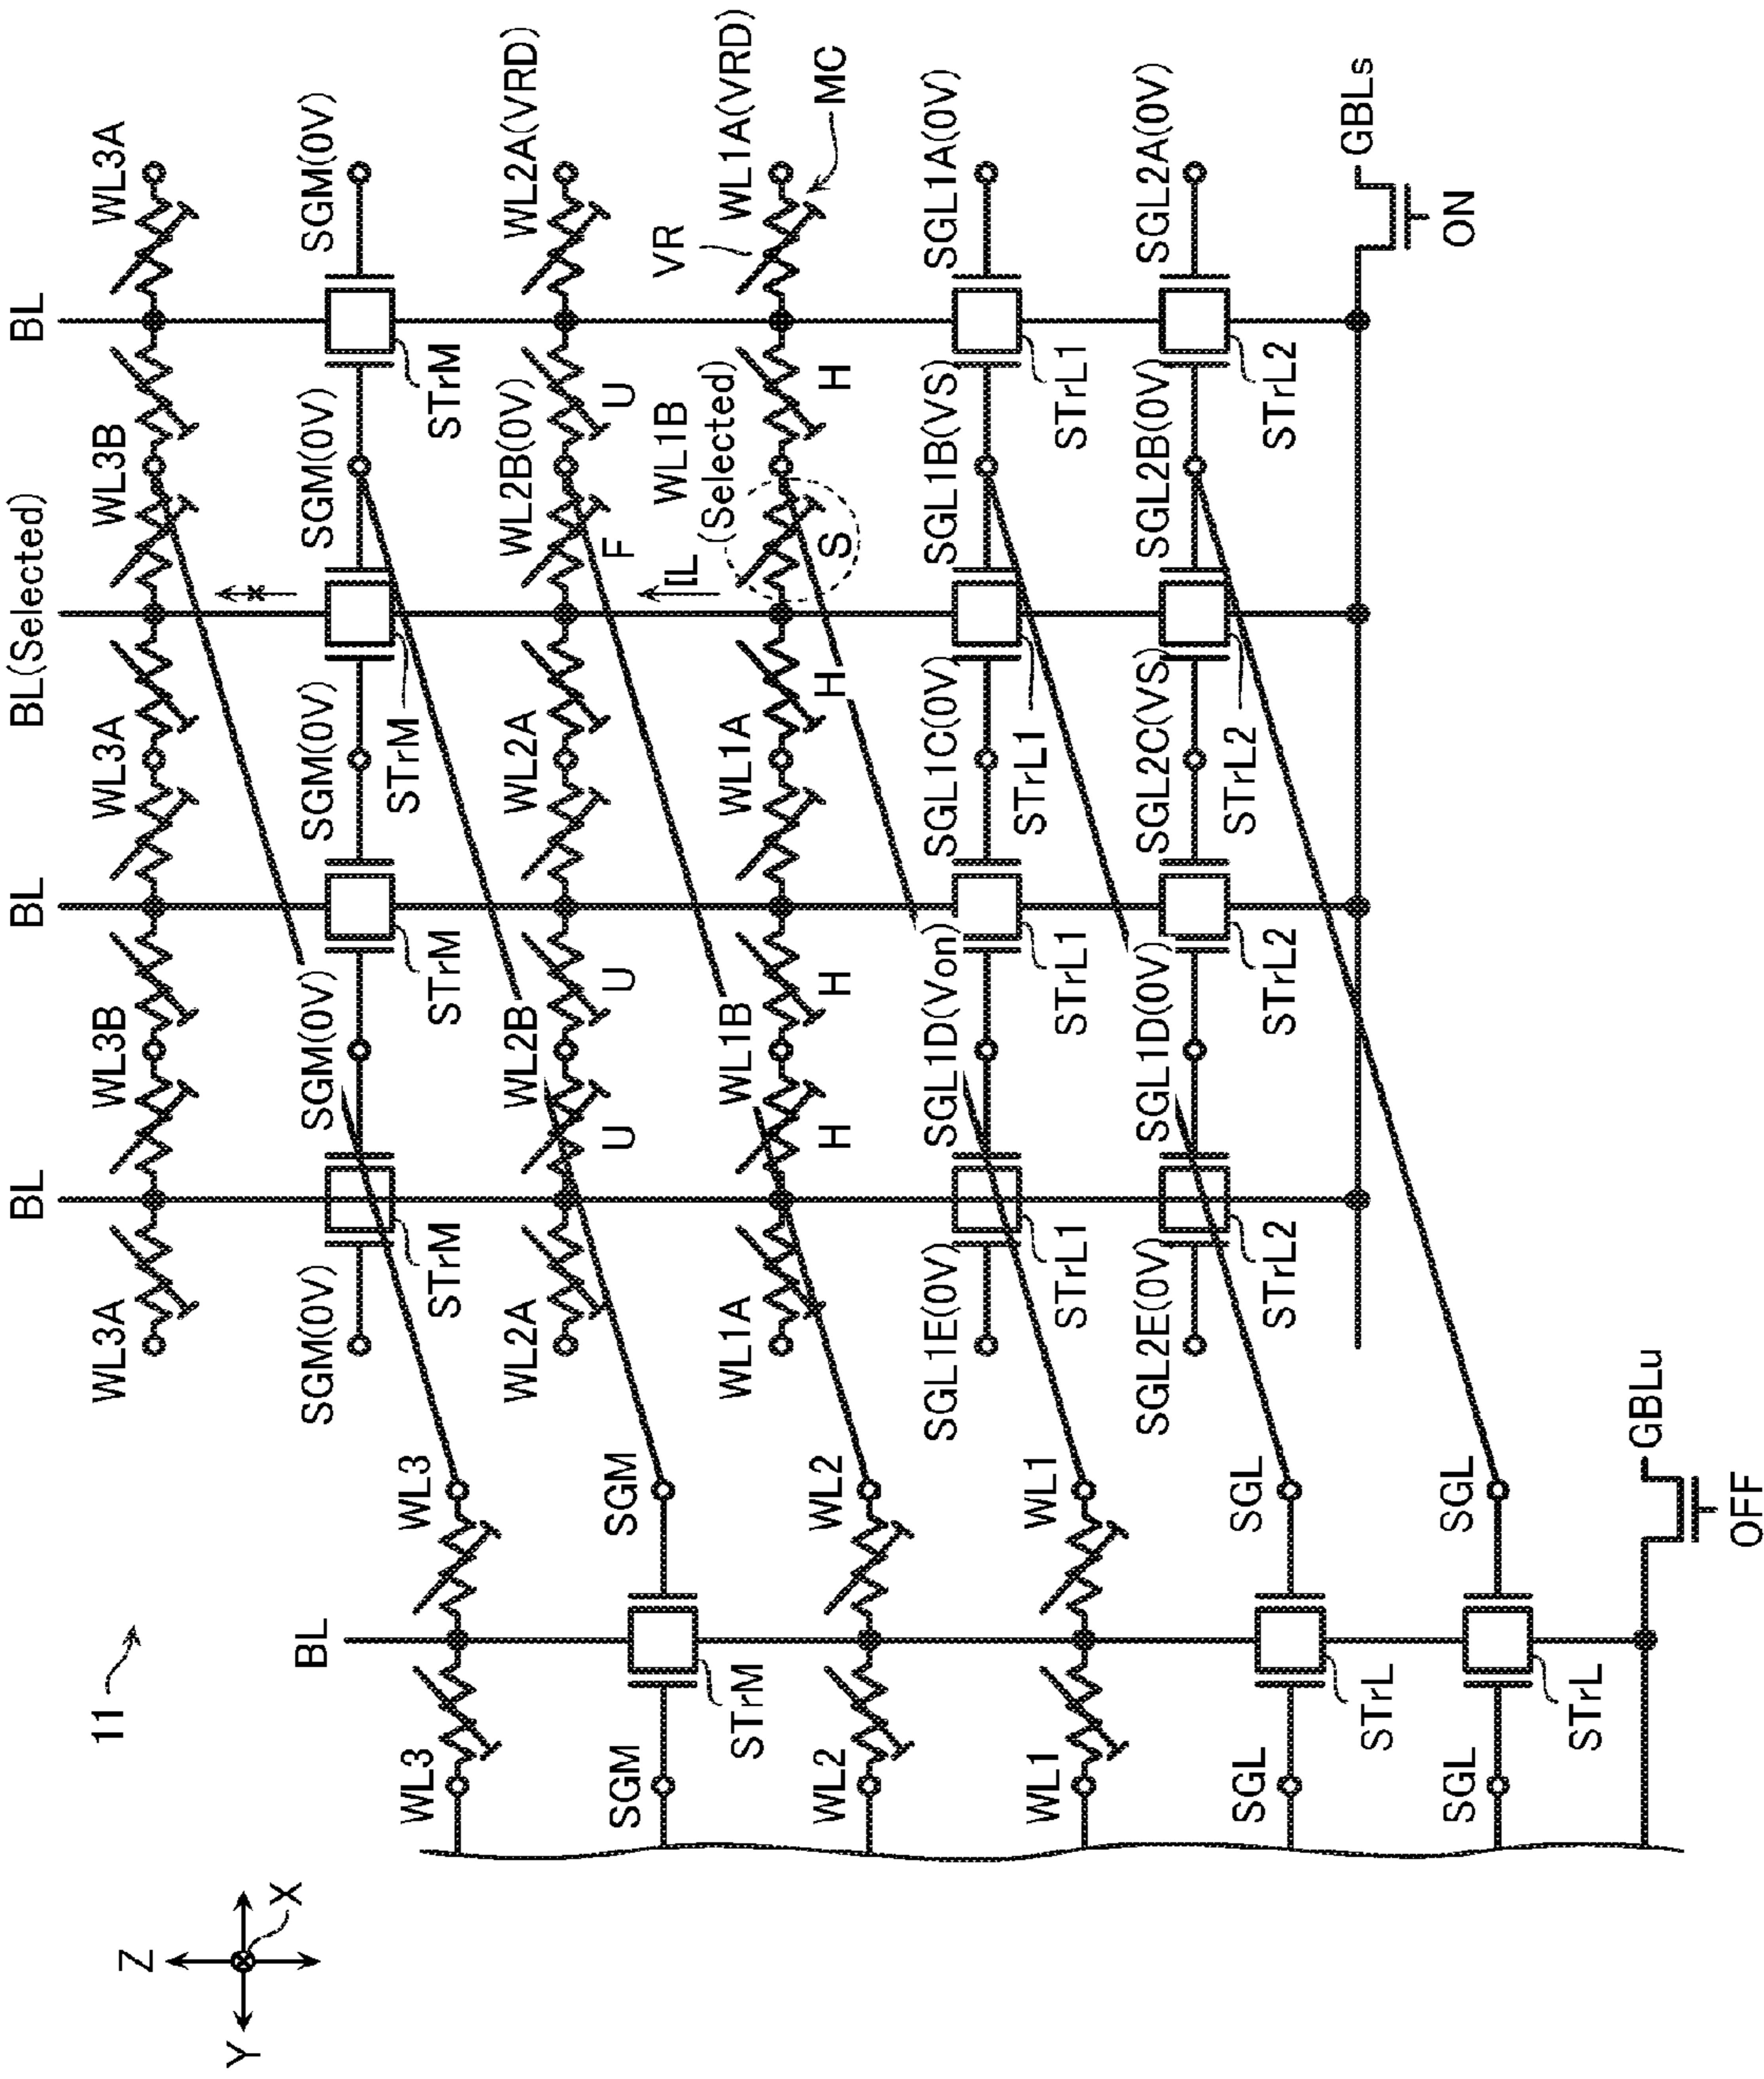 11
Z
X
Y
BL
BL
BL(Selected)
BL
WL3A
WL3B
WL3A
WL3B
WL3A
SGM(0V)
SGM(0V)
SGM(0V)
SGM(0V)
SGM(0V)
STrM
STrM
STrM
STrM
WL2A
WL2B
WL2A
WL2B(0V)
WL2A(VRD)
U
U
F
U
IL
WL1B
(Selected)
VR
WL1A
WL1B
WL1A
WL1A(VRD)
MC
H
H
H
S
H
SGL1E(0V)
SGL1D(Von)
SGL1C(0V)
SGL1B(VS)
SGL1A(0V)
STrL1
STrL1
STrL1
STrL1
SGL2E(0V)
SGL1D(0V)
SGL2C(VS)
SGL2B(0V)
SGL2A(0V)
STrL2
STrL2
STrL2
STrL2
GBLs
ON
BL
WL3
WL3
SGM
SGM
STrM
WL2
WL2
WL1
WL1
SGL
SGL
STrL
SGL
SGL
STrL
GBLu
OFF